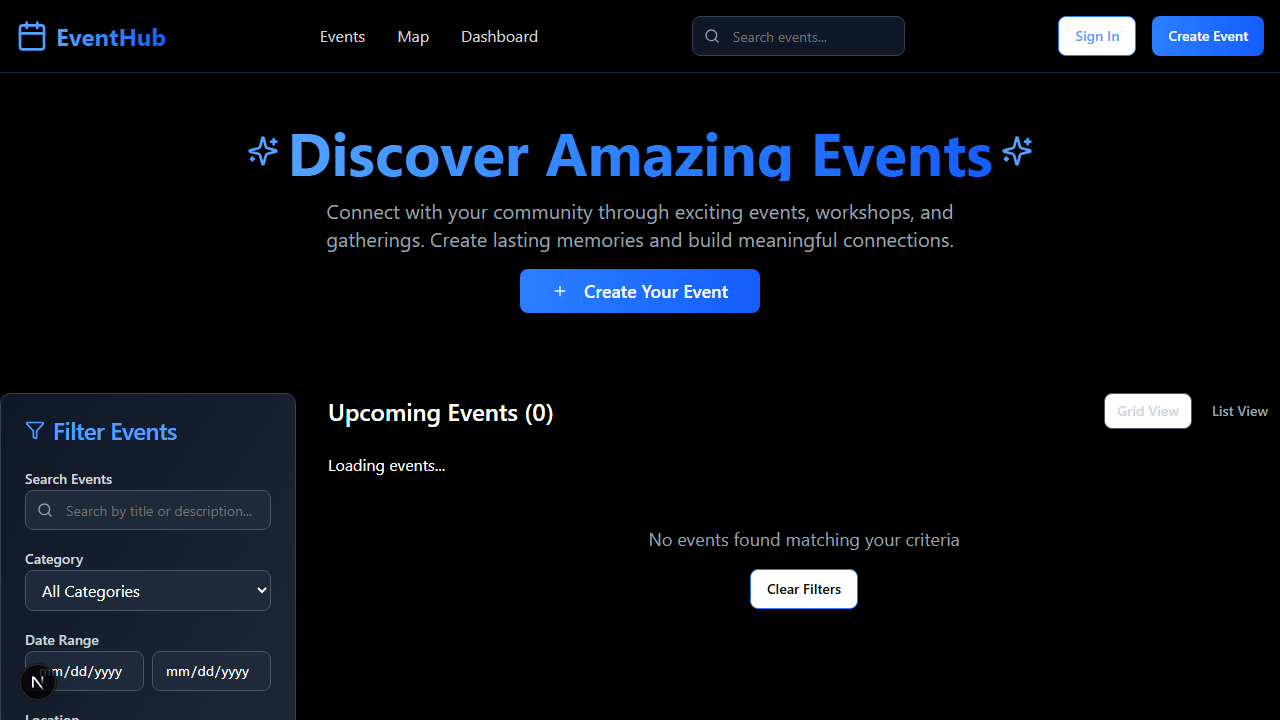 EventHub
Events
Map
Dashboard
Search events...
Sign In
Create Event
Discover Amazing Events
Connect with your community through exciting events, workshops, and
gatherings. Create lasting memories and build meaningful connections.
+ Create Your Event
Filter Events
Search Events
Search by title or description...
Category
All Categories
Date Range
mm/dd/yyyy
mm/dd/yyyy
N
Location
Upcoming Events (0)
Grid View
List View
Loading events...
No events found matching your criteria
Clear Filters